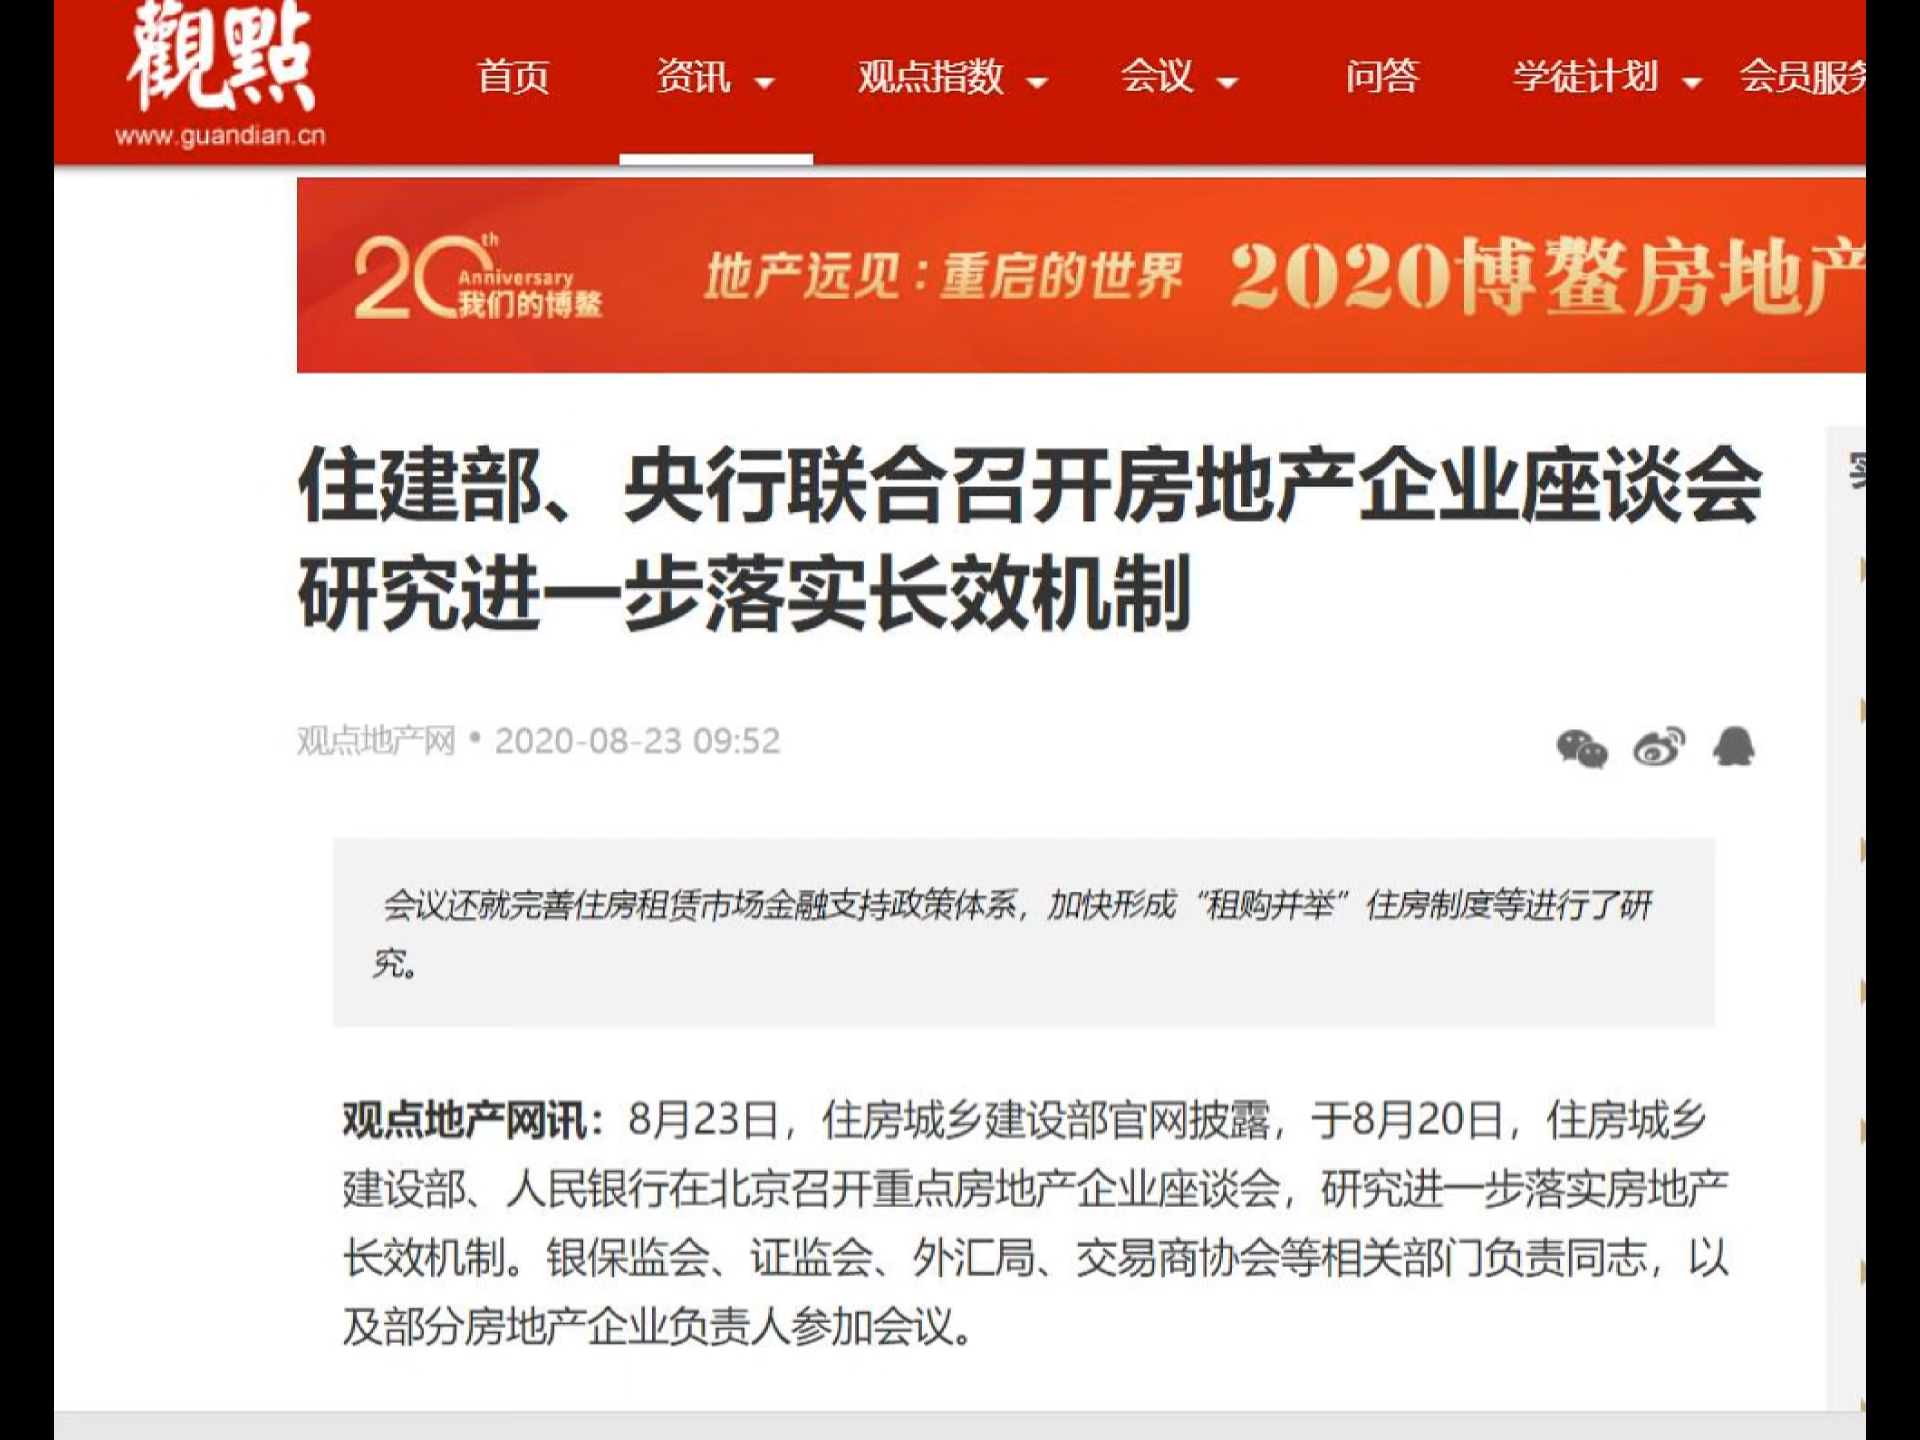 觀點
www.guandian.cn
首页 资讯 观点指数 会议 问答 学徒计划 会员服务
20th Anniversary 我们的博鳌 地产远见：重启的世界 2020博鳌房地产
住建部、央行联合召开房地产企业座谈会
研究进一步落实长效机制
观点地产网 • 2020-08-23 09:52
会议还就完善住房租赁市场金融支持政策体系，加快形成“租购并举”住房制度等进行了研
究。
观点地产网讯：8月23日，住房城乡建设部官网披露，于8月20日，住房城乡
建设部、人民银行在北京召开重点房地产企业座谈会，研究进一步落实房地产
长效机制。银保监会、证监会、外汇局、交易商协会等相关部门负责同志，以
及部分房地产企业负责人参加会议。